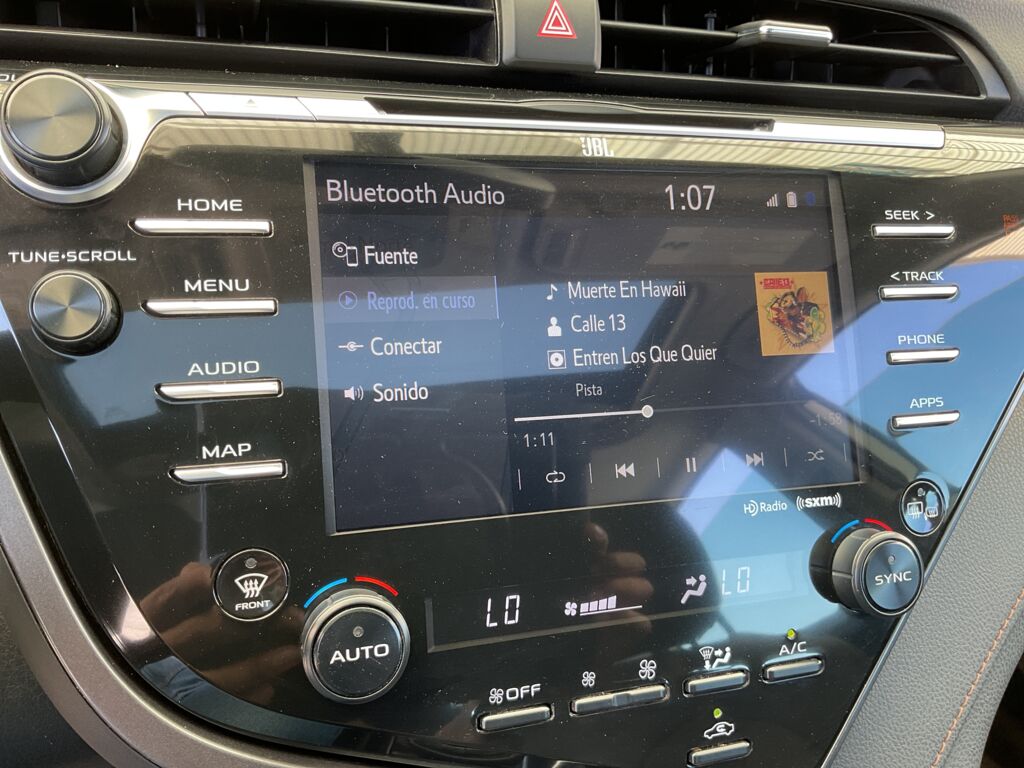 JBL
HOME
TUNE•SCROLL
MENU
AUDIO
MAP
Bluetooth Audio
1:07
Fuente
Reprod. en curso
Conectar
Sonido
Muerte En Hawaii
Calle 13
Entren Los Que Quier
Pista
1:11
-1:58
SEEK >
< TRACK
PHONE
APPS
HD Radio
((sxm))
FRONT
AUTO
LO
LO
SYNC
OFF
A/C